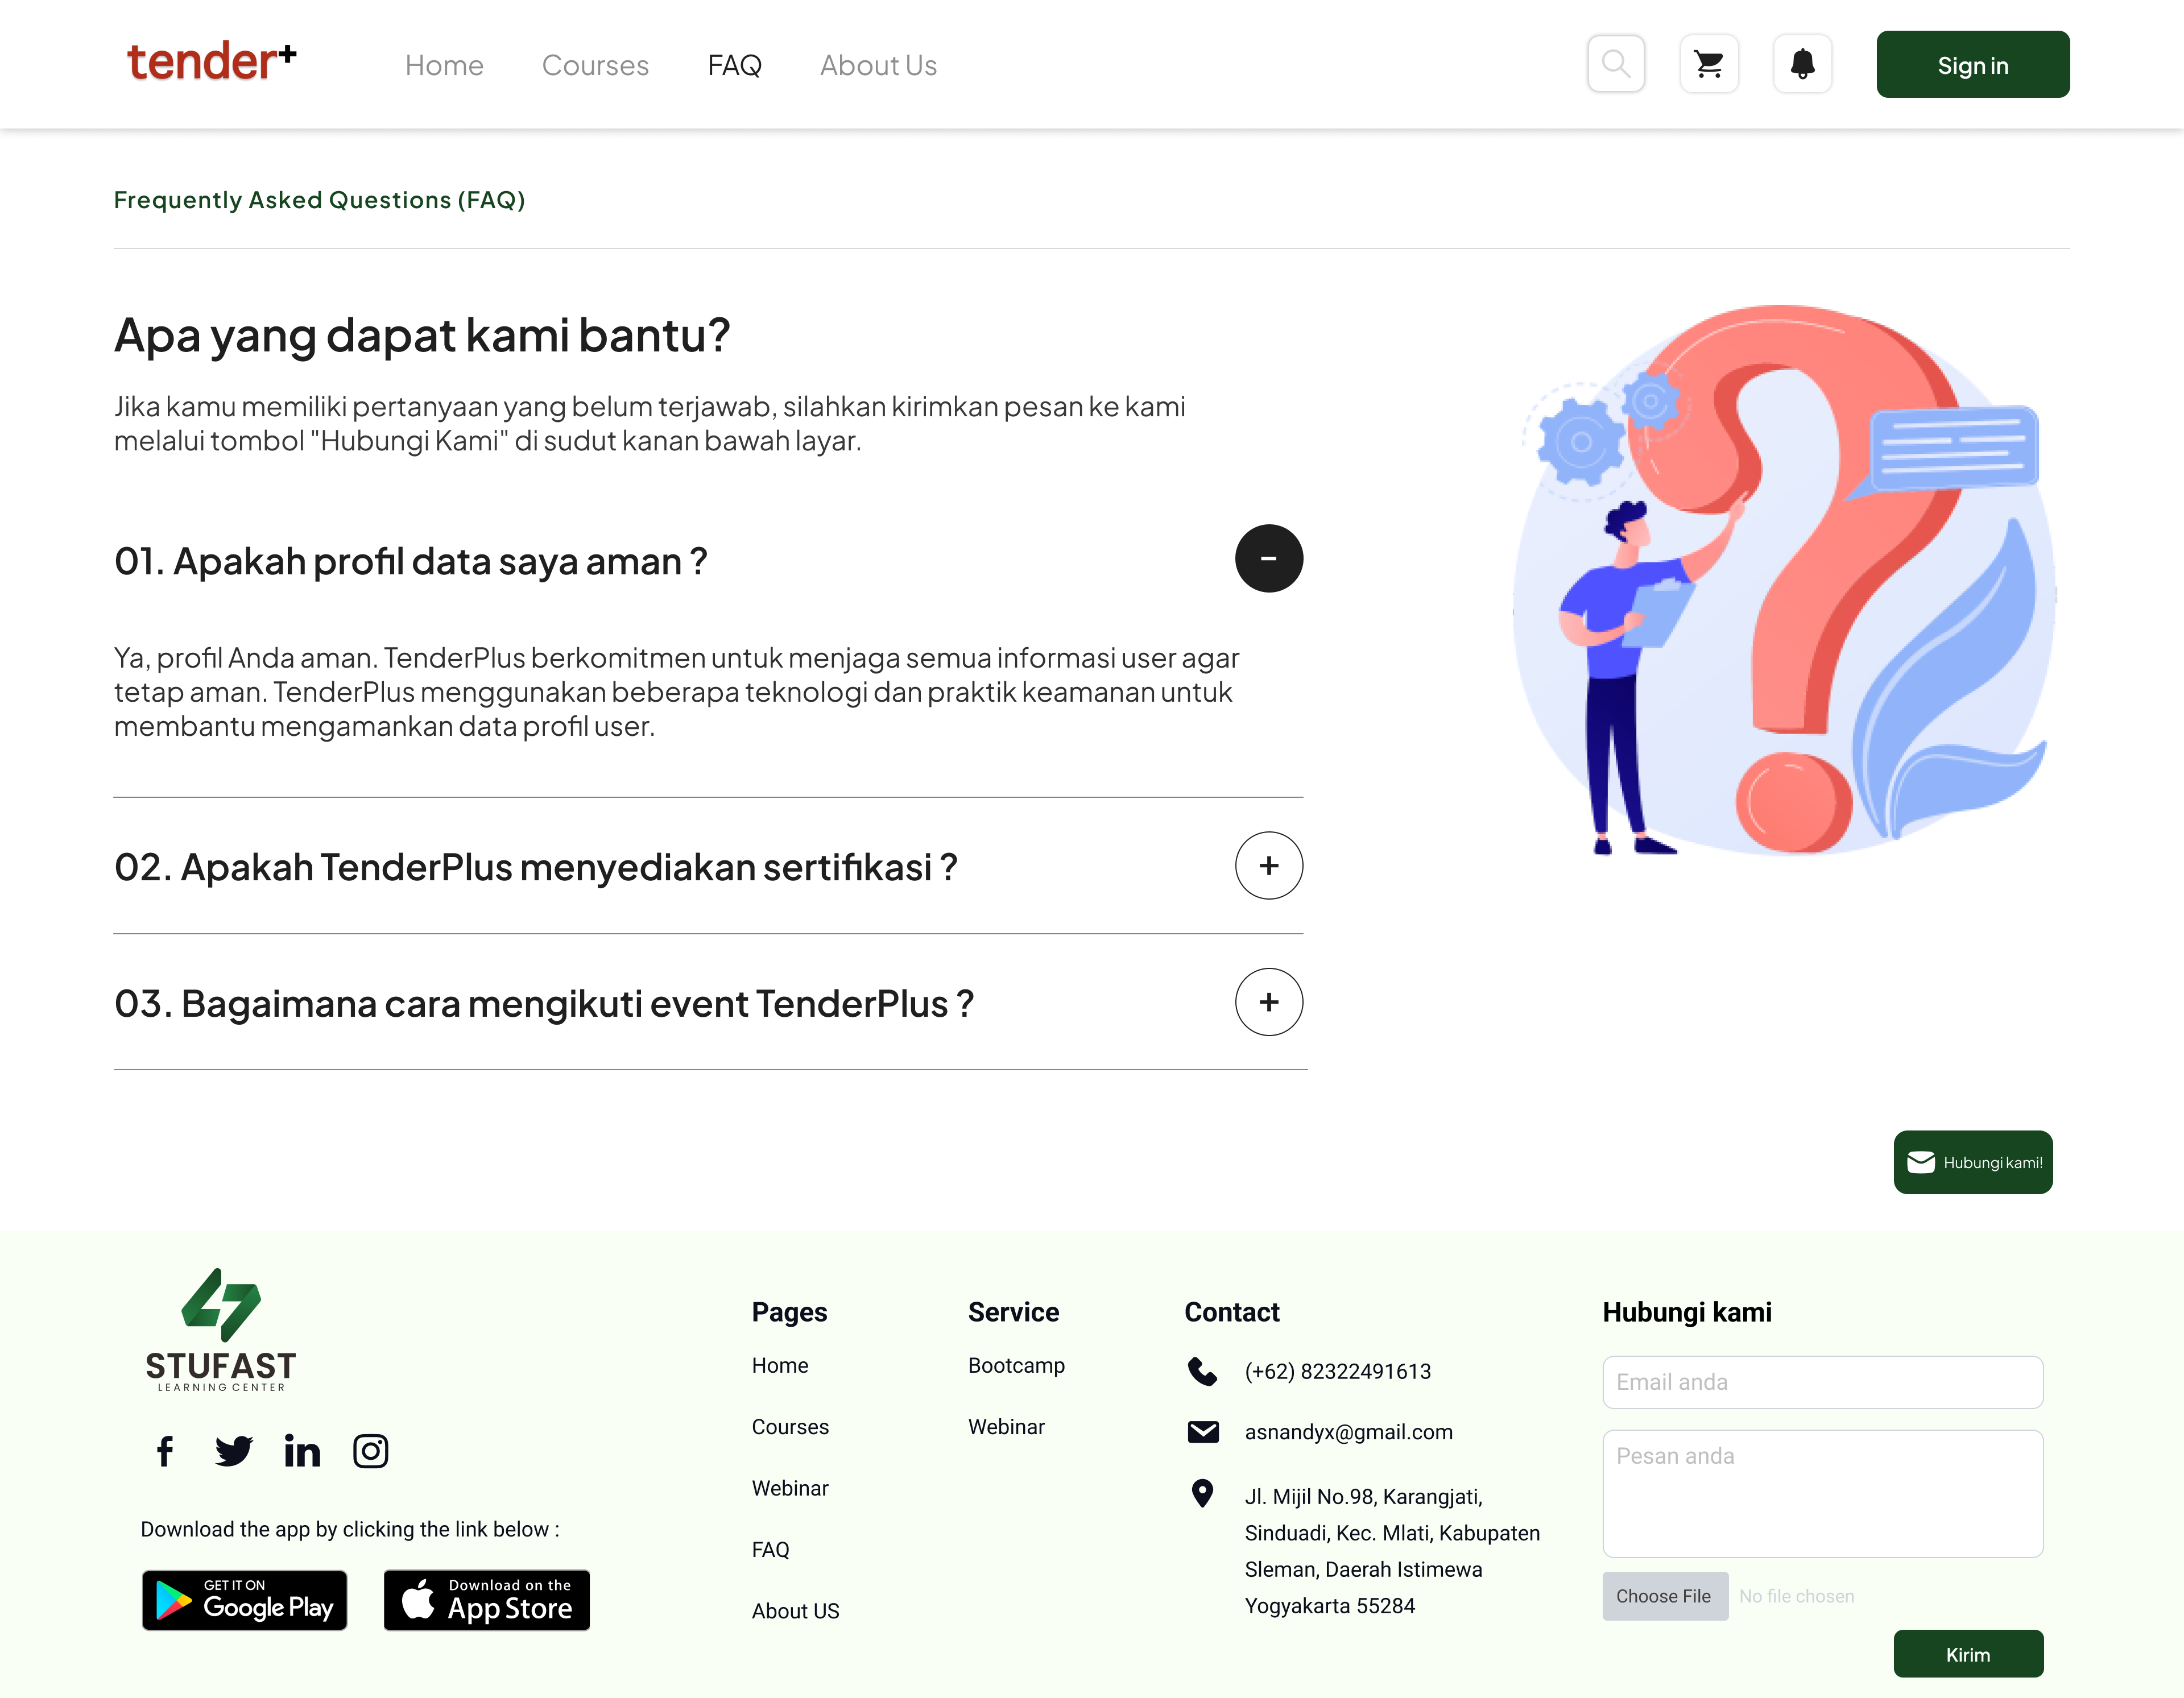 tender+
Home
Courses
FAQ
About Us
Sign in
Frequently Asked Questions (FAQ)
Apa yang dapat kami bantu?
Jika kamu memiliki pertanyaan yang belum terjawab, silahkan kirimkan pesan ke kami
melalui tombol "Hubungi Kami" di sudut kanan bawah layar.
01. Apakah profil data saya aman ?
Ya, profil Anda aman. TenderPlus berkomitmen untuk menjaga semua informasi user agar
tetap aman. TenderPlus menggunakan beberapa teknologi dan praktik keamanan untuk
membantu mengamankan data profil user.
02. Apakah TenderPlus menyediakan sertifikasi ?
03. Bagaimana cara mengikuti event TenderPlus ?
Hubungi kami!
STUFAST
LEARNING CENTER
Download the app by clicking the link below :
GET IT ON
Google Play
Download on the
App Store
Pages
Home
Courses
Webinar
FAQ
About US
Service
Bootcamp
Webinar
Contact
(+62) 82322491613
asnandyx@gmail.com
Jl. Mijil No.98, Karangjati,
Sinduadi, Kec. Mlati, Kabupaten
Sleman, Daerah Istimewa
Yogyakarta 55284
Hubungi kami
Email anda
Pesan anda
Choose File
No file chosen
Kirim